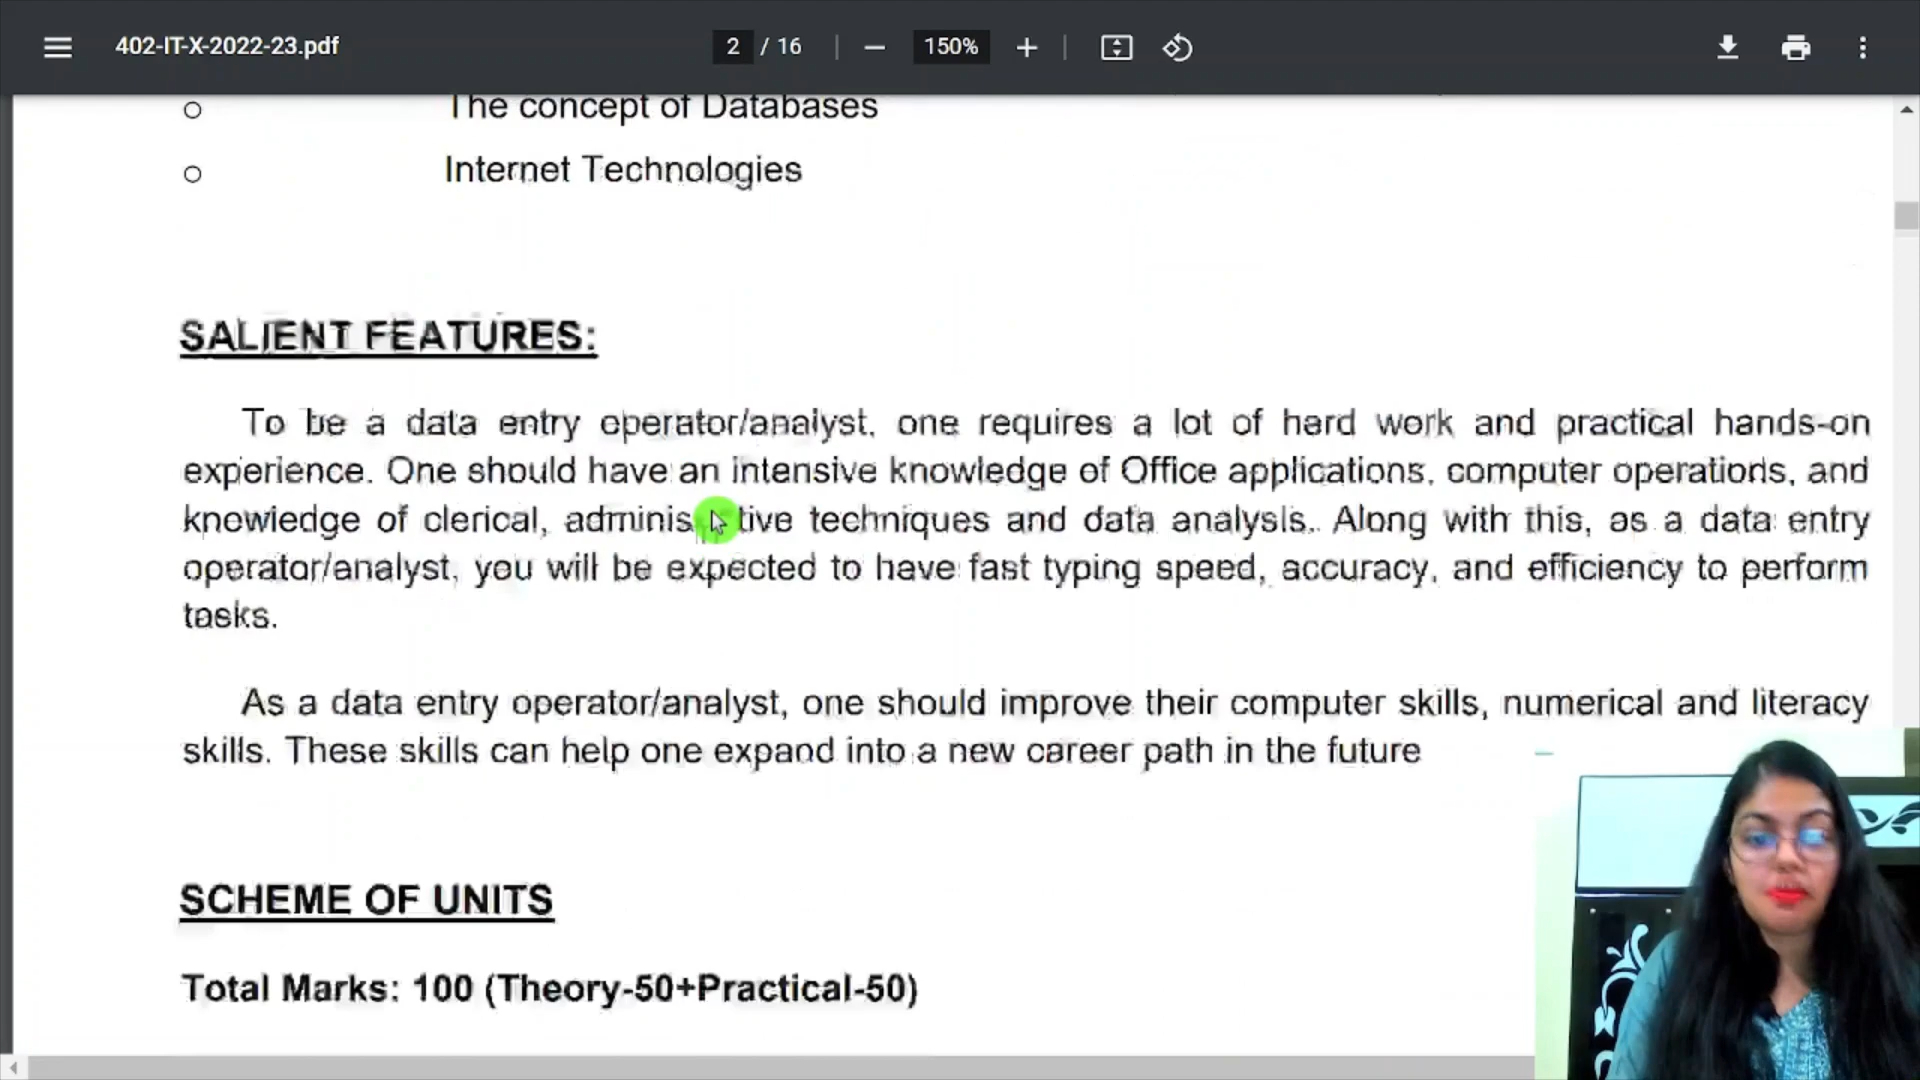 402-IT-X-2022-23.pdf
2 / 16
150%
The concept of Databases
Internet Technologies
SALIENT FEATURES:
To be a data entry operator/analyst, one requires a lot of hard work and practical hands-on
experience. One should have an intensive knowledge of Office applications, computer operations, and
knowledge of clerical, adminis tive techniques and data analysis. Along with this, as a data entry
operator/analyst, you will be expected to have fast typing speed, accuracy, and efficiency to perform
tasks.
As a data entry operator/analyst, one should improve their computer skills, numerical and literacy
skills. These skills can help one expand into a new career path in the future
SCHEME OF UNITS
Total Marks: 100 (Theory-50+Practical-50)